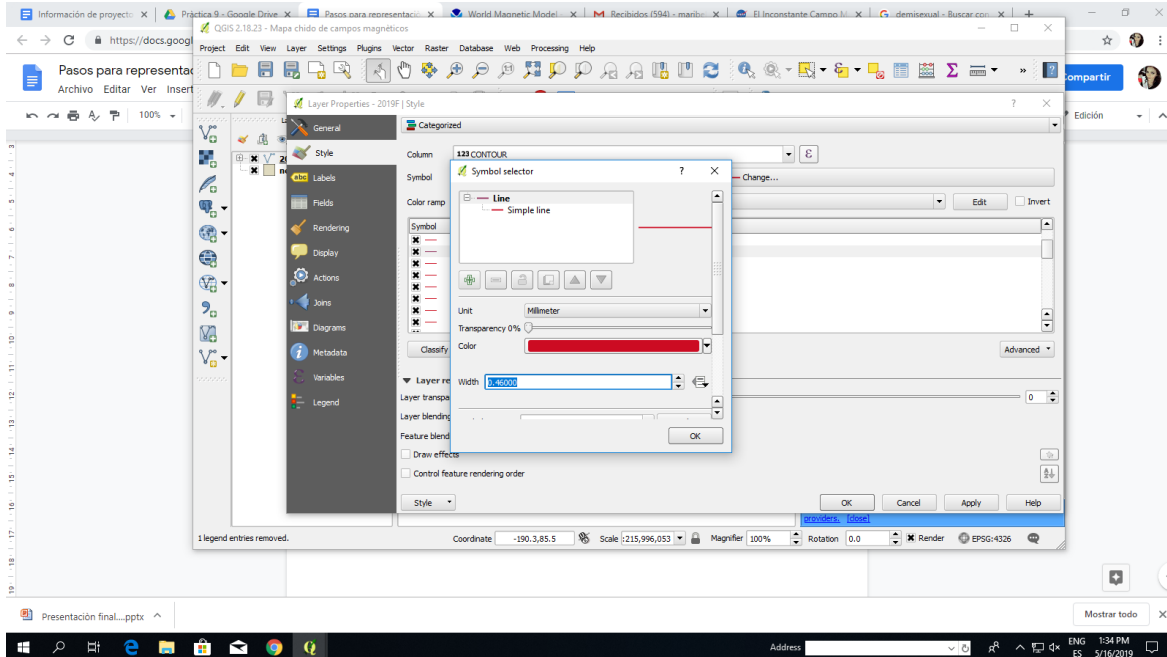 Información de proyecto
Práctica 9 - Google Drive
Pasos para representació
World Magnetic Model
Recibidos (594) - maribe
El Inconstante Campo M
demisexual - Buscar con
https://docs.googl
QGIS 2.18.23 - Mapa chido de campos magnéticos
Project Edit View Layer Settings Plugins Vector Raster Database Web Processing Help
Pasos para representac
Archivo Editar Ver Insert
ompartir
100%
Edición
Layer Properties - 2019F | Style
General
Style
Labels
Fields
Rendering
Display
Actions
Joins
Diagrams
Metadata
Variables
Legend
Categorized
Column 123 CONTOUR
Symbol Change...
Color ramp Edit Invert
Symbol
Classify Advanced
Layer re
Layer transpa 0
Layer blending
Feature blend
Draw effects
Control feature rendering order
Style OK Cancel Apply Help
Symbol selector
Line
Simple line
Unit Millimeter
Transparency 0%
Color
Width 0.46000
OK
providers. [close]
1 legend entries removed.
Coordinate -190.3,85.5 Scale :215,996,053 Magnifier 100% Rotation 0.0 Render EPSG:4326
Presentación final....pptx
Mostrar todo
Address
ENG 1:34 PM
ES 5/16/2019